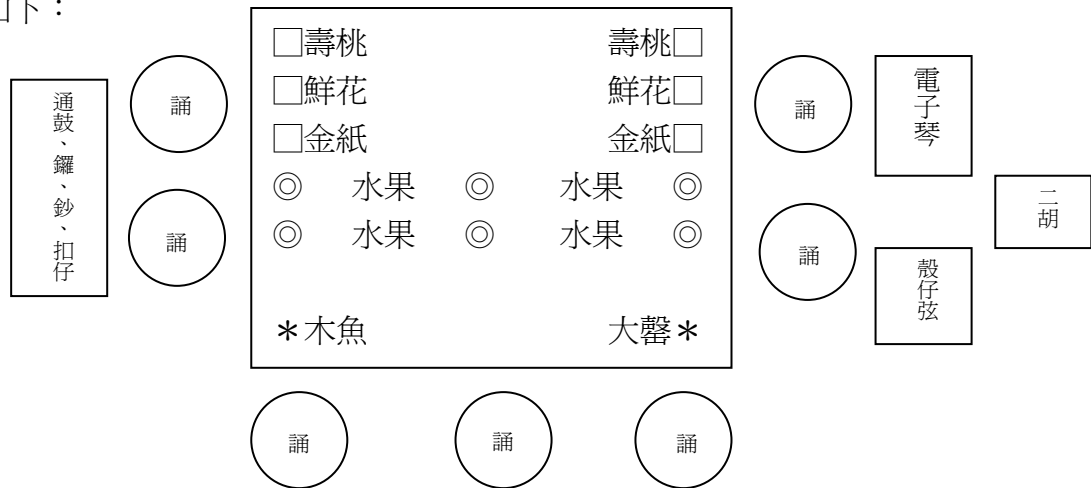 如下：
□壽桃 壽桃□
□鮮花 鮮花□
□金紙 金紙□
◎ 水果 ◎ 水果 ◎
◎ 水果 ◎ 水果 ◎
＊木魚 大罄＊
通鼓、鑼、鈔、扣仔
誦
誦
誦
誦
電子琴
二胡
殼仔弦
誦
誦
誦